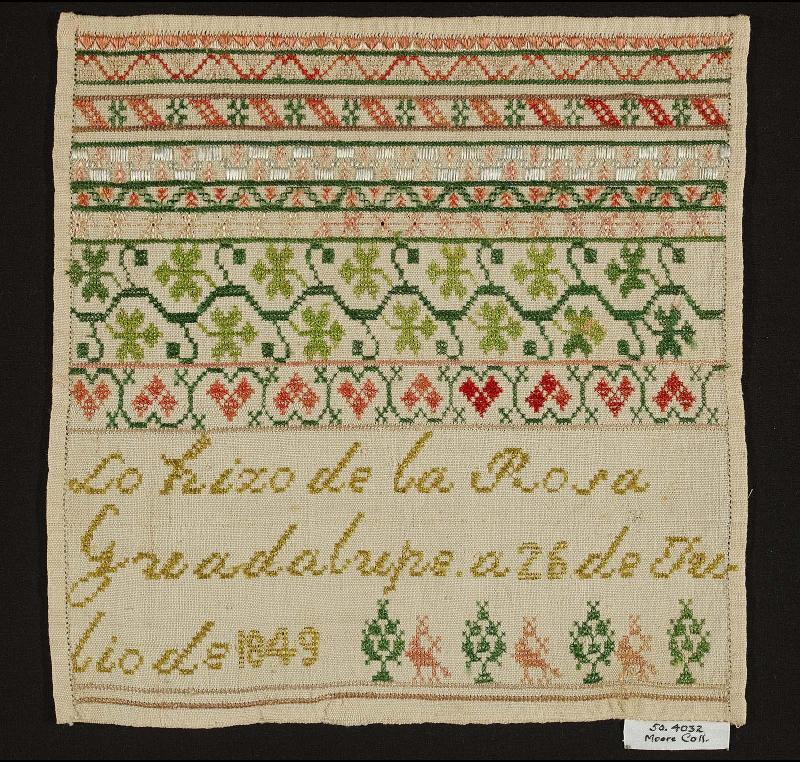 Lo hizo de la Rosa
Guadalupe. a 26 de Ju
lio de 1849
50.4032
Moore Coll.